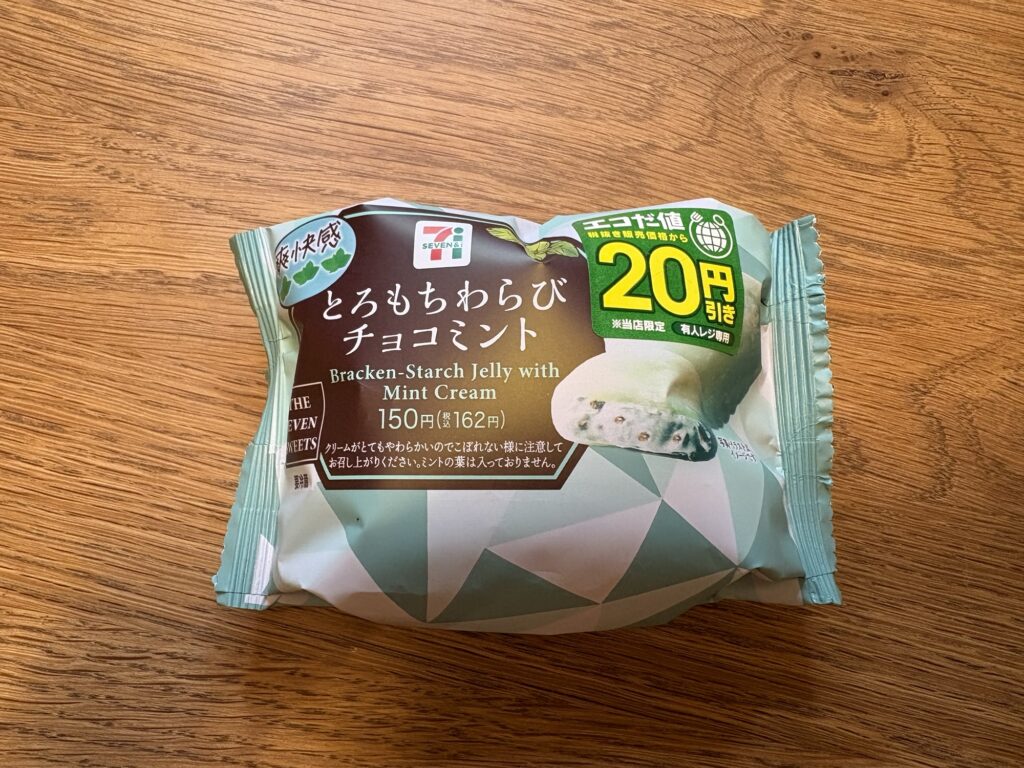 爽快感
SEVEN & i
とろもちわらび
チョコミント
Bracken-Starch Jelly with
Mint Cream
150円(税込162円)
クリームがとてもやわらかいのでこぼれない様に注意して
お召し上がりください。ミントの葉は入っておりません。
THE
SEVEN
SWEETS
要冷蔵
エコだ値
税抜き販売価格から
20円
引き
※当店限定 有人レジ専用